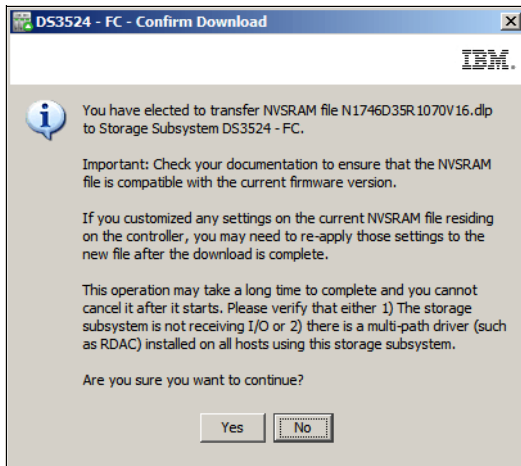 DS3524 - FC - Confirm Download
IBM.
You have elected to transfer NVSRAM file N1746D35R1070V16.dlp
to Storage Subsystem DS3524 - FC.
Important: Check your documentation to ensure that the NVSRAM
file is compatible with the current firmware version.
If you customized any settings on the current NVSRAM file residing
on the controller, you may need to re-apply those settings to the
new file after the download is complete.
This operation may take a long time to complete and you cannot
cancel it after it starts. Please verify that either 1) The storage
subsystem is not receiving I/O or 2) there is a multi-path driver (such
as RDAC) installed on all hosts using this storage subsystem.
Are you sure you want to continue?
Yes
No